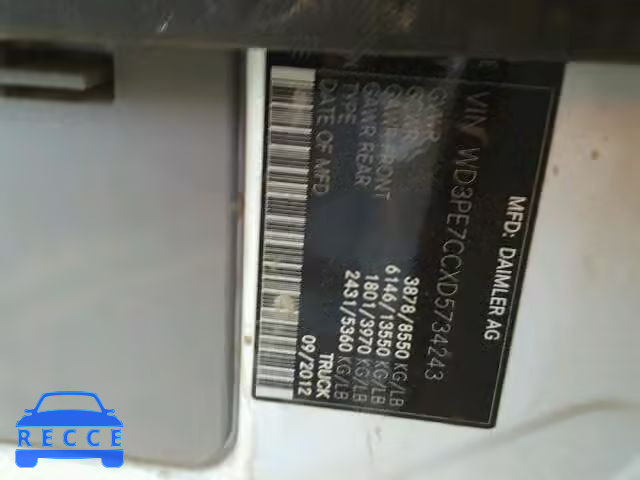 MFD: DAIMLER AG
VIN WD3PE7CCXD5734243
GVWR 3878/8550 KG/LB
GCWR 6146/13550 KG/LB
GAWR FRONT 1801/3970 KG/LB
GAWR REAR 2431/5360 KG/LB
TYPE TRUCK
DATE OF MFD 09/2012
RECCE